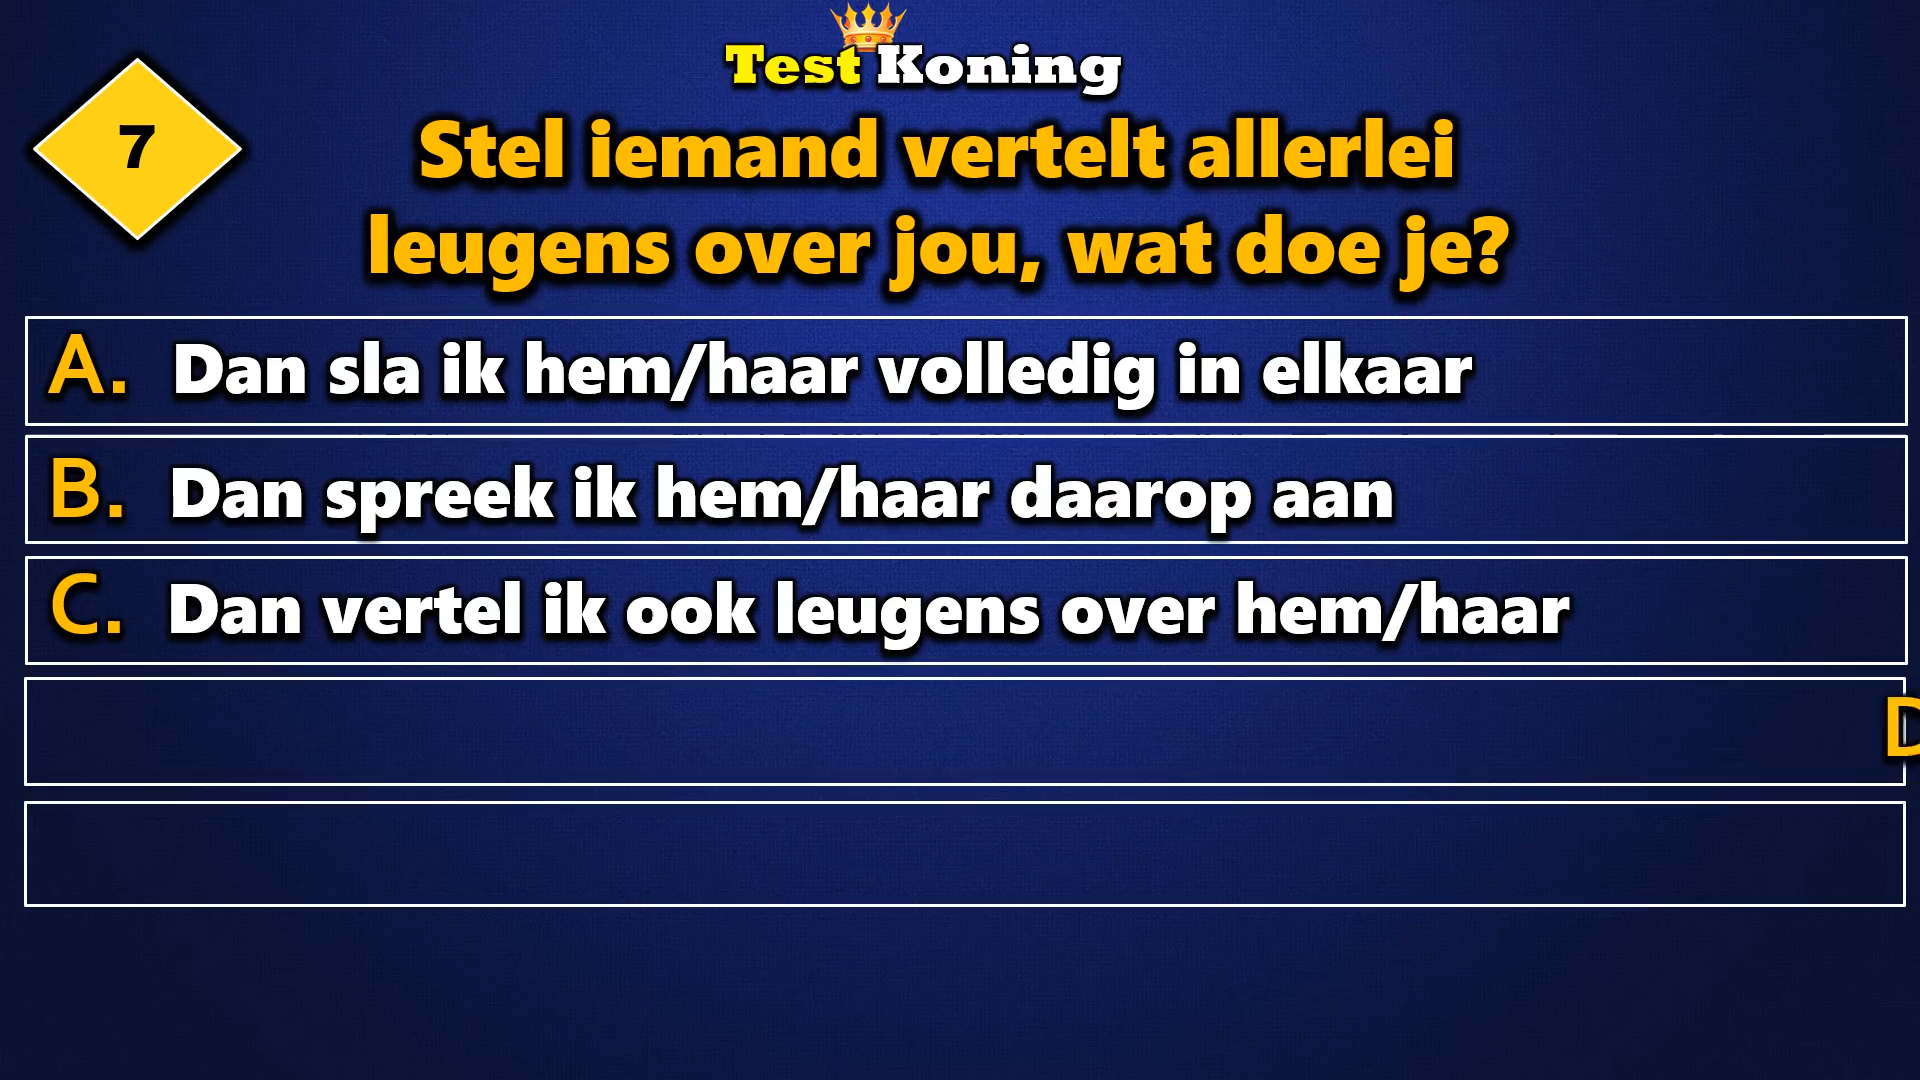 Test Koning
7
Stel iemand vertelt allerlei
leugens over jou, wat doe je?
A. Dan sla ik hem/haar volledig in elkaar
B. Dan spreek ik hem/haar daarop aan
C. Dan vertel ik ook leugens over hem/haar
D